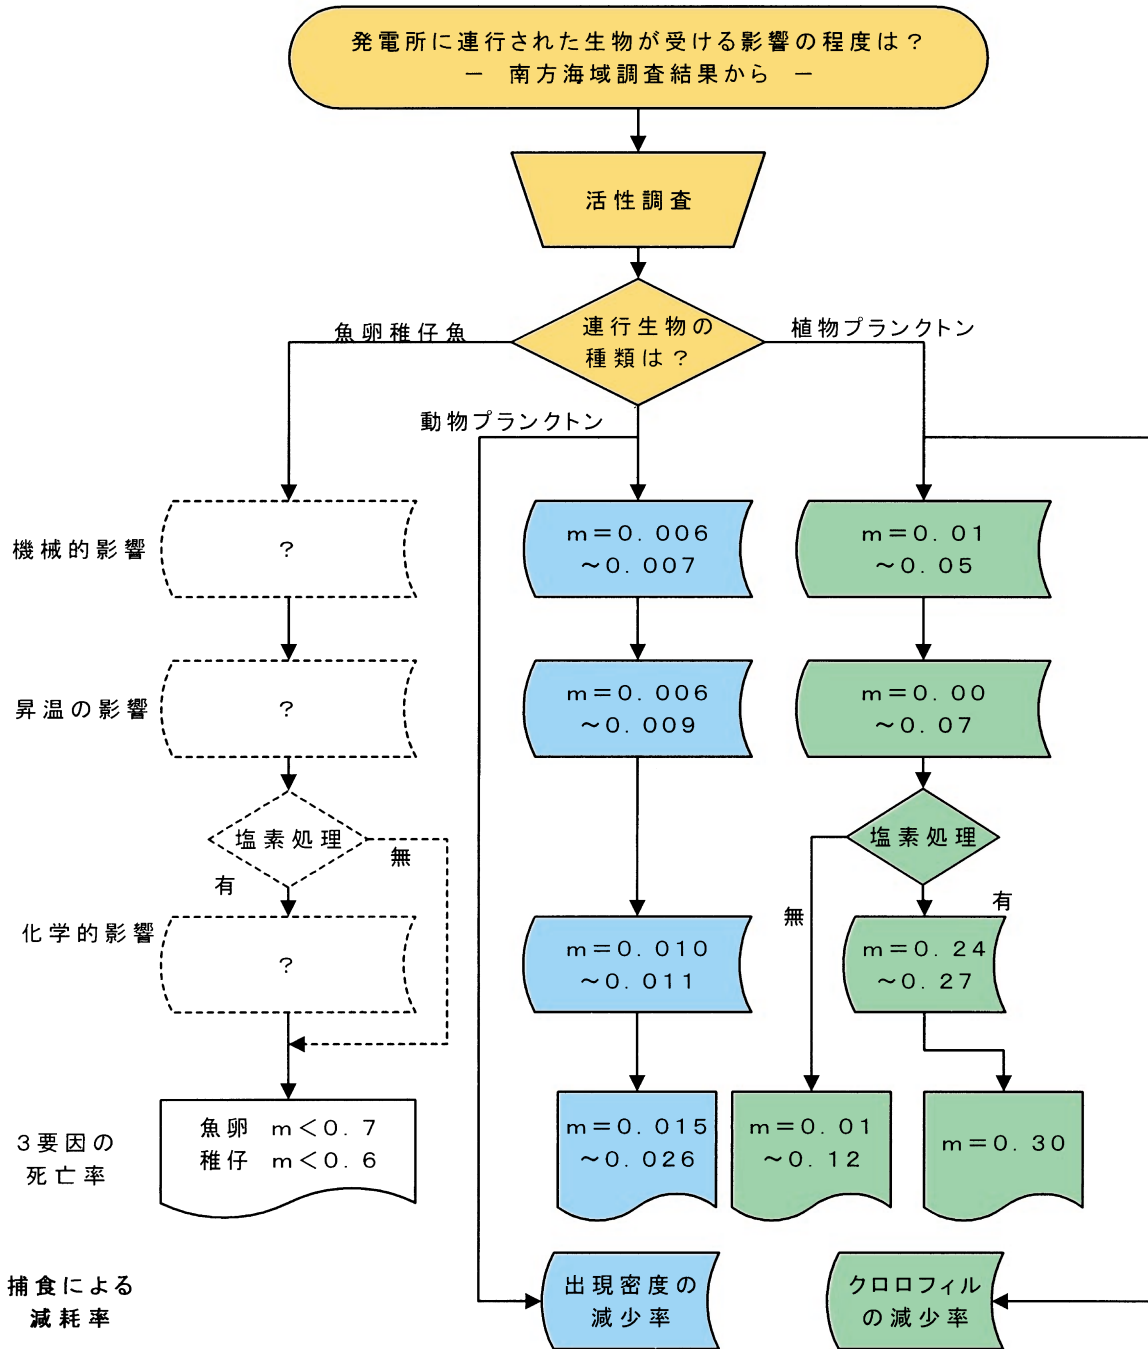 発電所に連行された生物が受ける影響の程度は？
－　南方海域調査結果から　－
活性調査
連行生物の
種類は？
魚卵稚仔魚
植物プランクトン
動物プランクトン
機械的影響
？
m＝0．006
～0．007
m＝0．01
～0．05
昇温の影響
？
m＝0．006
～0．009
m＝0．00
～0．07
塩素処理
無
有
塩素処理
無
有
化学的影響
？
m＝0．010
～0．011
m＝0．24
～0．27
3要因の
死亡率
魚卵　m＜0．7
稚仔　m＜0．6
m＝0．015
～0．026
m＝0．01
～0．12
m＝0．30
捕食による
減耗率
出現密度の
減少率
クロロフィル
の減少率